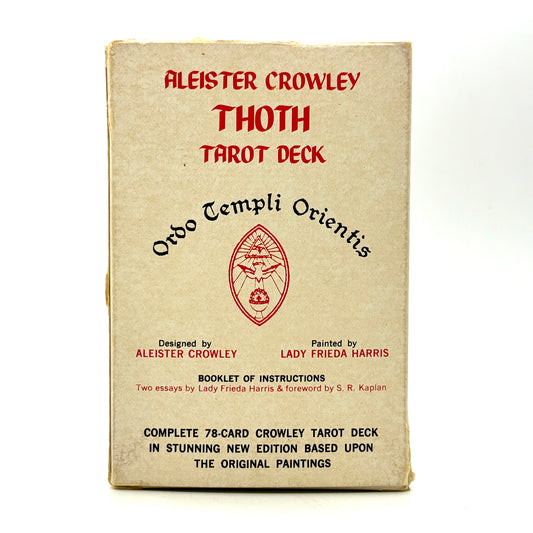 ALEISTER CROWLEY
THOTH
TAROT DECK
Ordo Templi Orientis
Designed by
ALEISTER CROWLEY
Painted by
LADY FRIEDA HARRIS
BOOKLET OF INSTRUCTIONS
Two essays by Lady Frieda Harris & foreword by S. R. Kaplan
COMPLETE 78-CARD CROWLEY TAROT DECK
IN STUNNING NEW EDITION BASED UPON
THE ORIGINAL PAINTINGS